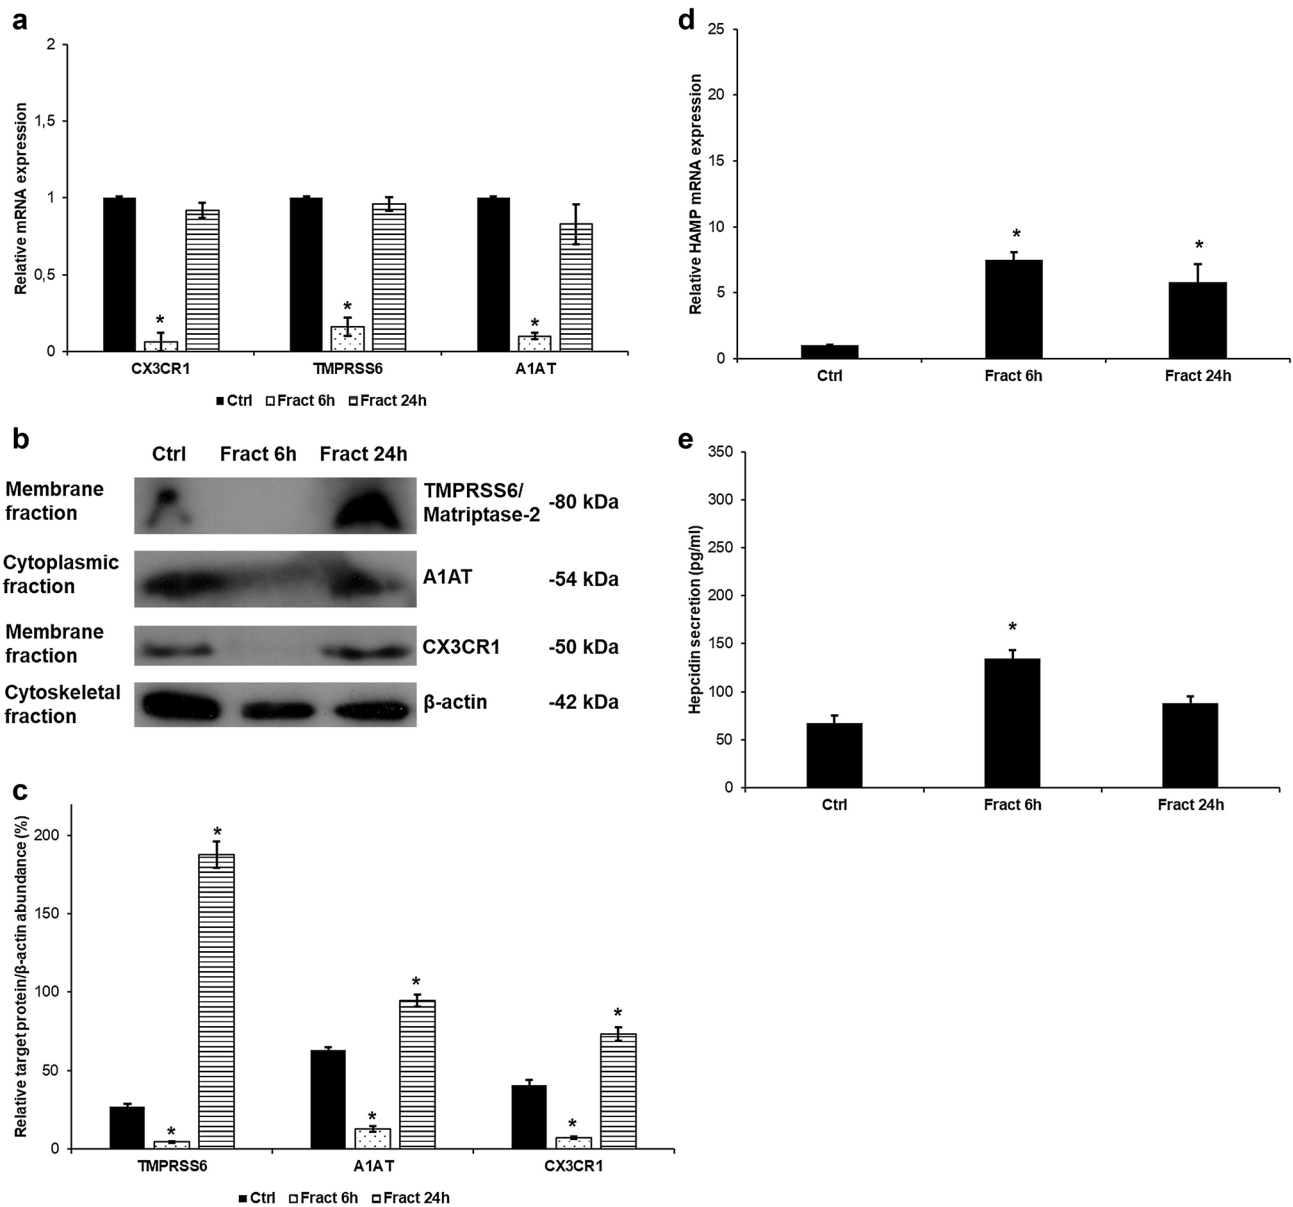 a
2
1,5
1
0,5
0
Relative mRNA expression
*
*
*
CX3CR1 TMPRSS6 A1AT
Ctrl Fract 6h Fract 24h
b
Ctrl Fract 6h Fract 24h
Membrane
fraction
TMPRSS6/
Matriptase-2
-80 kDa
Cytoplasmic
fraction
A1AT -54 kDa
Membrane
fraction
CX3CR1 -50 kDa
Cytoskeletal
fraction
β-actin -42 kDa
c
200
150
100
50
0
Relative target protein/β-actin abundance (%)
*
*
*
*
*
*
TMPRSS6 A1AT CX3CR1
Ctrl Fract 6h Fract 24h
d
25
20
15
10
5
0
Relative HAMP mRNA expression
*
*
Ctrl Fract 6h Fract 24h
e
350
300
250
200
150
100
50
0
Hepcidin secretion (pg/ml)
*
Ctrl Fract 6h Fract 24h